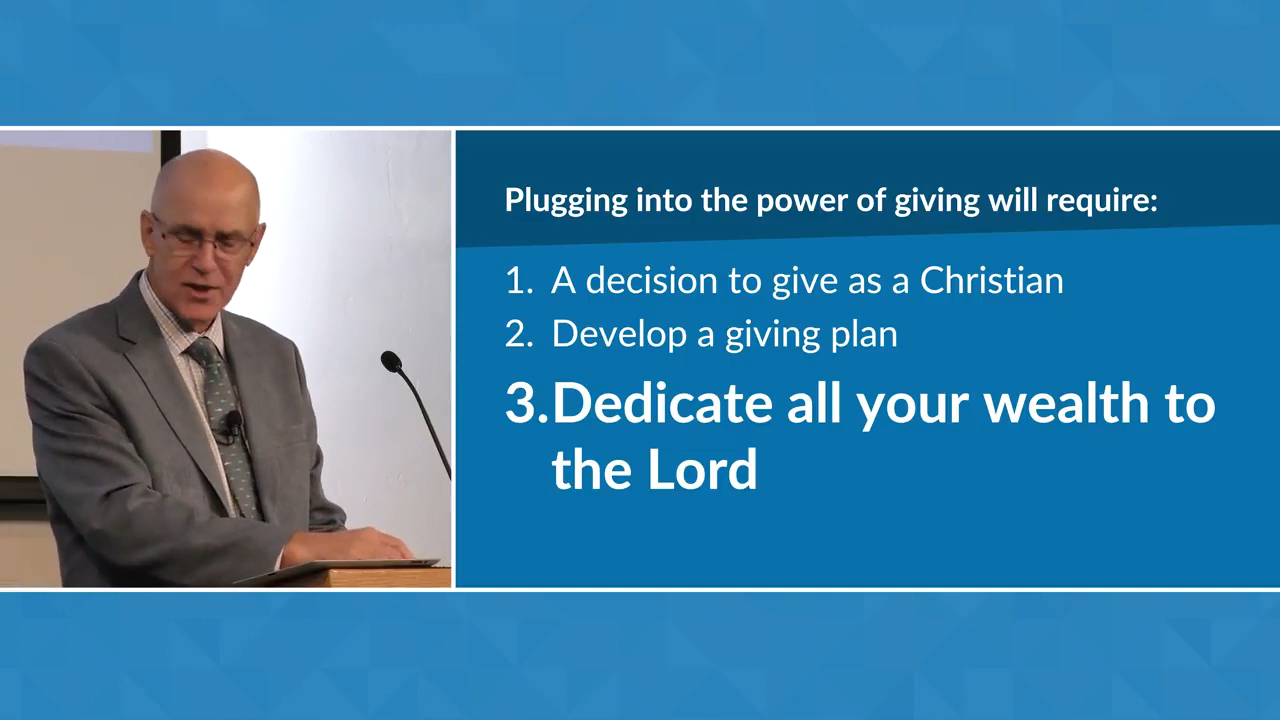 Plugging into the power of giving will require:
1. A decision to give as a Christian
2. Develop a giving plan
3.Dedicate all your wealth to
the Lord